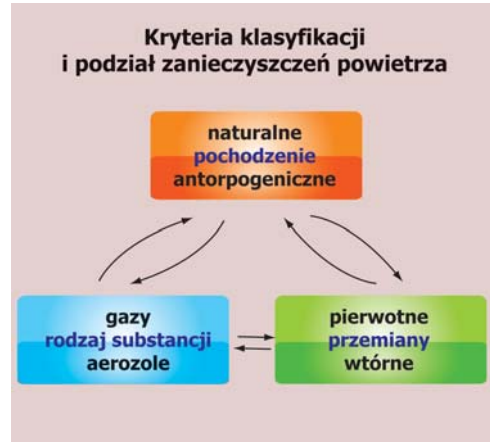 Kryteria klasyfikacji
i podział zanieczyszczeń powietrza
naturalne
pochodzenie
antorpogeniczne
gazy
rodzaj substancji
aerozole
pierwotne
przemiany
wtórne